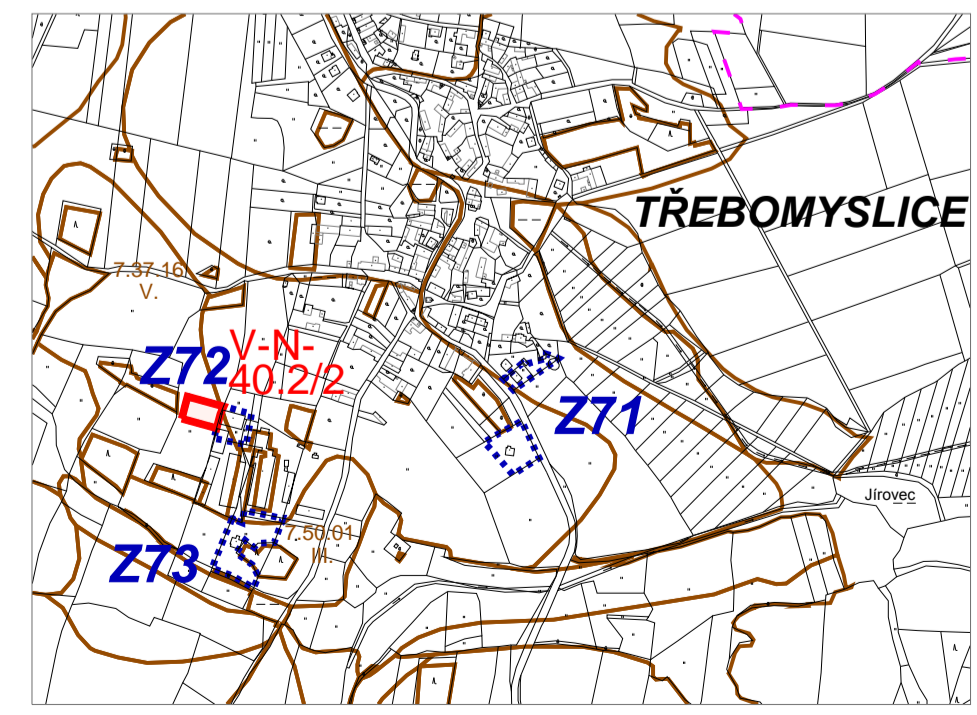 TŘEBOMYSLICE
7.37.16
V.
V-N-
Z72
40.2/2
Z71
Jírovec
7.50.01
III.
Z73